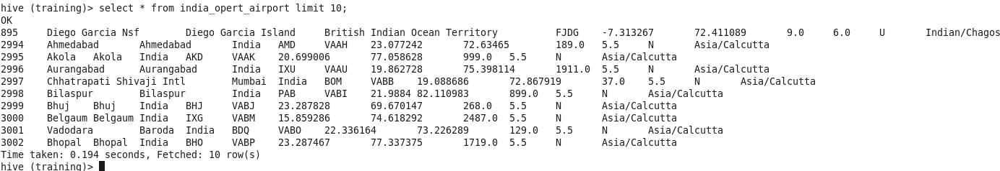 hive (training)> select * from india_opert_airport limit 10;
OK
895	Diego Garcia Nsf	Diego Garcia Island	British Indian Ocean Territory		FJDG	-7.313267	72.411089	9.0	6.0	U	Indian/Chagos
2994	Ahmedabad	Ahmedabad	India	AMD	VAAH	23.077242	72.63465	189.0	5.5	N	Asia/Calcutta
2995	Akola	Akola	India	AKD	VAAK	20.699006	77.058628	999.0	5.5	N	Asia/Calcutta
2996	Aurangabad	Aurangabad	India	IXU	VAAU	19.862728	75.398114	1911.0	5.5	N	Asia/Calcutta
2997	Chhatrapati Shivaji Intl	Mumbai	India	BOM	VABB	19.088686	72.867919	37.0	5.5	N	Asia/Calcutta
2998	Bilaspur	Bilaspur	India	PAB	VABI	21.9884	82.110983	899.0	5.5	N	Asia/Calcutta
2999	Bhuj	Bhuj	India	BHJ	VABJ	23.287828	69.670147	268.0	5.5	N	Asia/Calcutta
3000	Belgaum	Belgaum	India	IXG	VABM	15.859286	74.618292	2487.0	5.5	N	Asia/Calcutta
3001	Vadodara	Baroda	India	BDQ	VABO	22.336164	73.226289	129.0	5.5	N	Asia/Calcutta
3002	Bhopal	Bhopal	India	BHO	VABP	23.287467	77.337375	1719.0	5.5	N	Asia/Calcutta
Time taken: 0.194 seconds, Fetched: 10 row(s)
hive (training)>